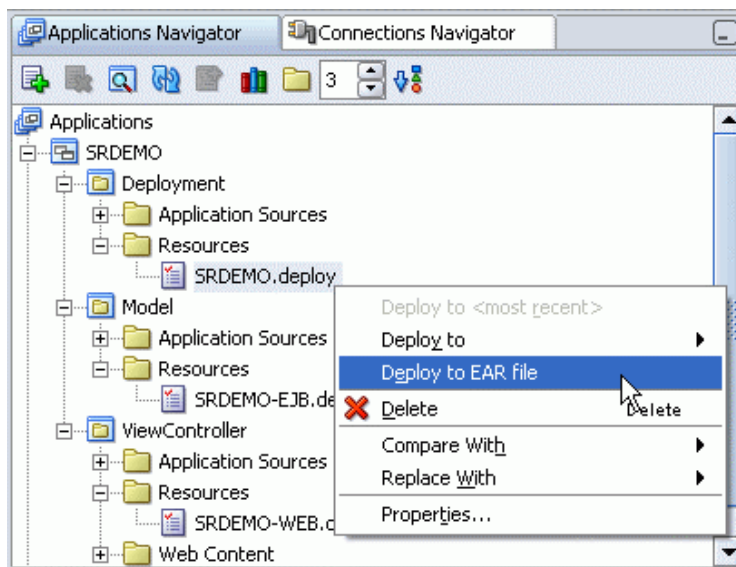 Applications Navigator
Connections Navigator
3
Applications
SRDEMO
Deployment
Application Sources
Resources
SRDEMO.deploy
Model
Application Sources
Resources
SRDEMO-EJB.de
ViewController
Application Sources
Resources
SRDEMO-WEB.
Web Content
Deploy to <most recent>
Deploy to
Deploy to EAR file
Delete Delete
Compare With
Replace With
Properties...